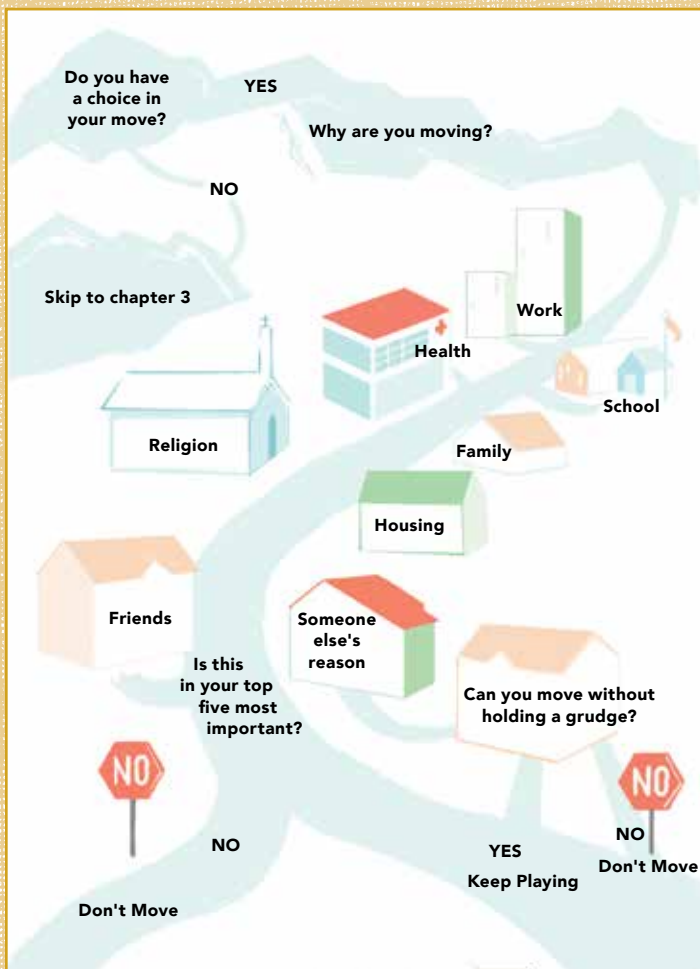 Do you have
a choice in
your move?
YES
Why are you moving?
NO
Skip to chapter 3
Work
Health
School
Religion
Family
Housing
Friends
Someone
else's
reason
Is this
in your top
five most
important?
Can you move without
holding a grudge?
NO
NO
NO
YES
NO
Don't Move
Keep Playing
Don't Move